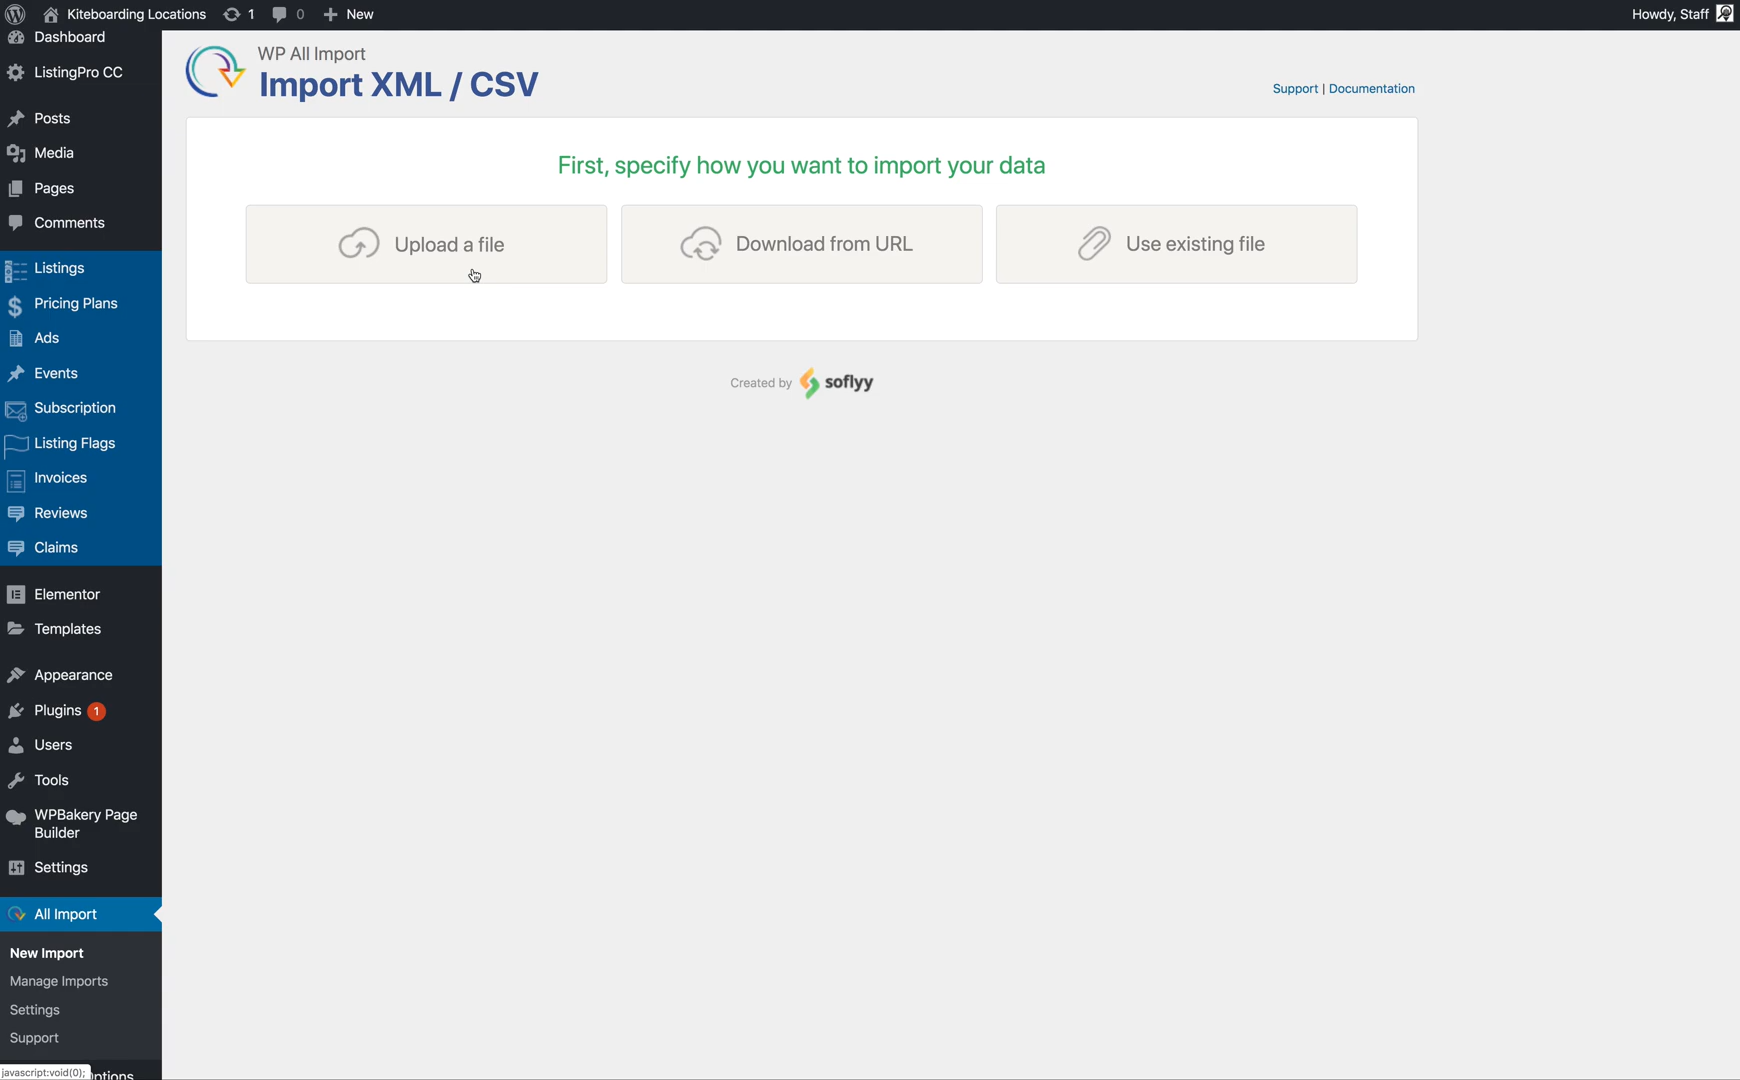 Kiteboarding Locations 1 0 New Howdy, Staff
Dashboard
ListingPro CC
Posts
Media
Pages
Comments
Listings
Pricing Plans
Ads
Events
Subscription
Listing Flags
Invoices
Reviews
Claims
Elementor
Templates
Appearance
Plugins 1
Users
Tools
WPBakery Page
Builder
Settings
All Import
New Import
Manage Imports
Settings
Support
javascript:void(0);
WP All Import
Import XML / CSV
Support | Documentation
First, specify how you want to import your data
Upload a file
Download from URL
Use existing file
Created by soflyy